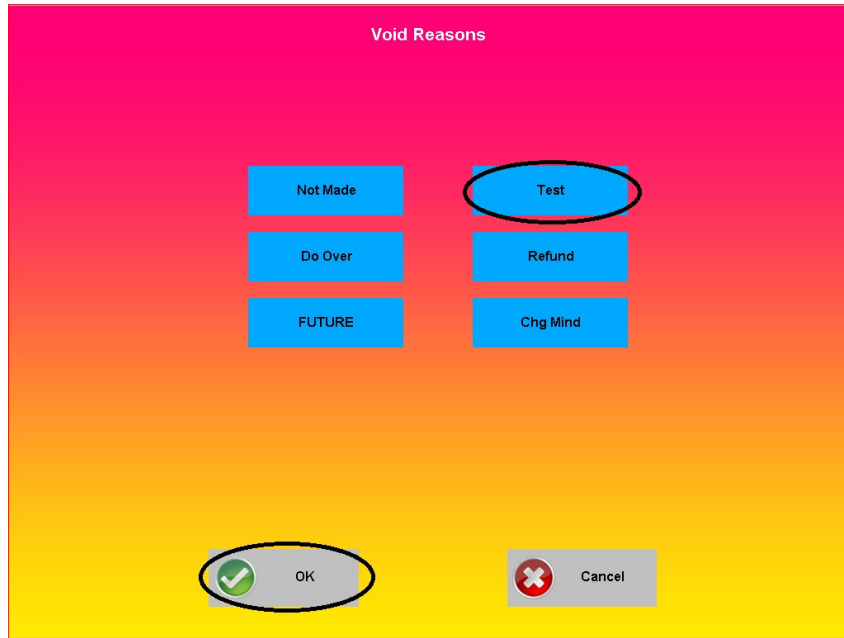 Void Reasons
Not Made
Test
Do Over
Refund
FUTURE
Chg Mind
OK
Cancel